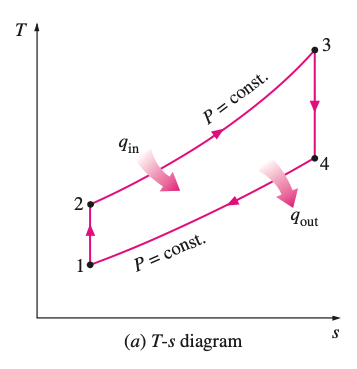 T
3
P = const.
q_in
4
2
q_out
1
P = const.
s
(a) T-s diagram